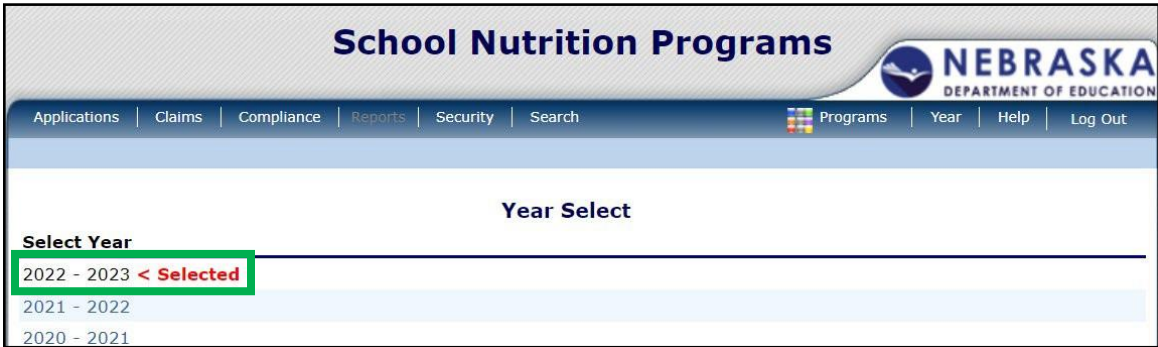 School Nutrition Programs
NEBRASKA
DEPARTMENT OF EDUCATION
Applications | Claims | Compliance | Reports | Security | Search Programs | Year | Help | Log Out
Year Select
Select Year
2022 - 2023 < Selected
2021 - 2022
2020 - 2021